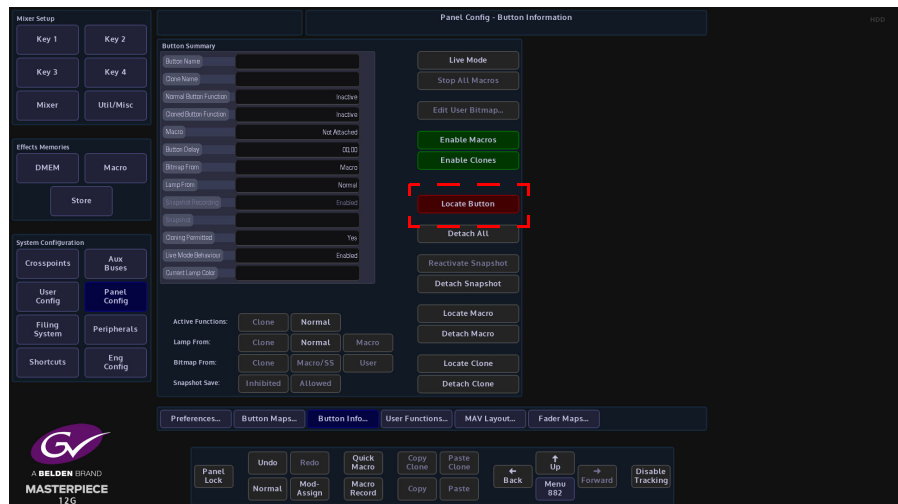 Mixer Setup
Panel Config - Button Information
HDD
Key 1
Key 2
Key 3
Key 4
Mixer
Util/Misc
Effects Memories
DMEM
Macro
Store
System Configuration
Crosspoints
Aux
Buses
User
Config
Panel
Config
Filing
System
Peripherals
Shortcuts
Eng
Config
Button Summary
Button Name
Clone Name
Normal Button Function
Inactive
Cloned Button Function
Inactive
Macro
Not Attached
Button Delay
00;00
Bitmap From
Macro
Lamp From
Normal
Snapshot Recording
Enabled
Snapshot
Cloning Permitted
Yes
Live Mode Behaviour
Enabled
Current Lamp Color
Live Mode
Stop All Macros
Edit User Bitmap...
Enable Macros
Enable Clones
Locate Button
Detach All
Reactivate Snapshot
Detach Snapshot
Locate Macro
Detach Macro
Locate Clone
Detach Clone
Active Functions:
Clone
Normal
Lamp From:
Clone
Normal
Macro
Bitmap From:
Clone
Macro/SS
User
Snapshot Save:
Inhibited
Allowed
Preferences...
Button Maps...
Button Info...
User Functions...
MAV Layout...
Fader Maps...
GV
A BELDEN BRAND
MASTERPIECE
12G
Panel
Lock
Undo
Redo
Quick
Macro
Copy
Clone
Paste
Clone
Normal
Mod-
Assign
Macro
Record
Copy
Paste
←
Back
↑
Up
Menu
882
→
Forward
Disable
Tracking